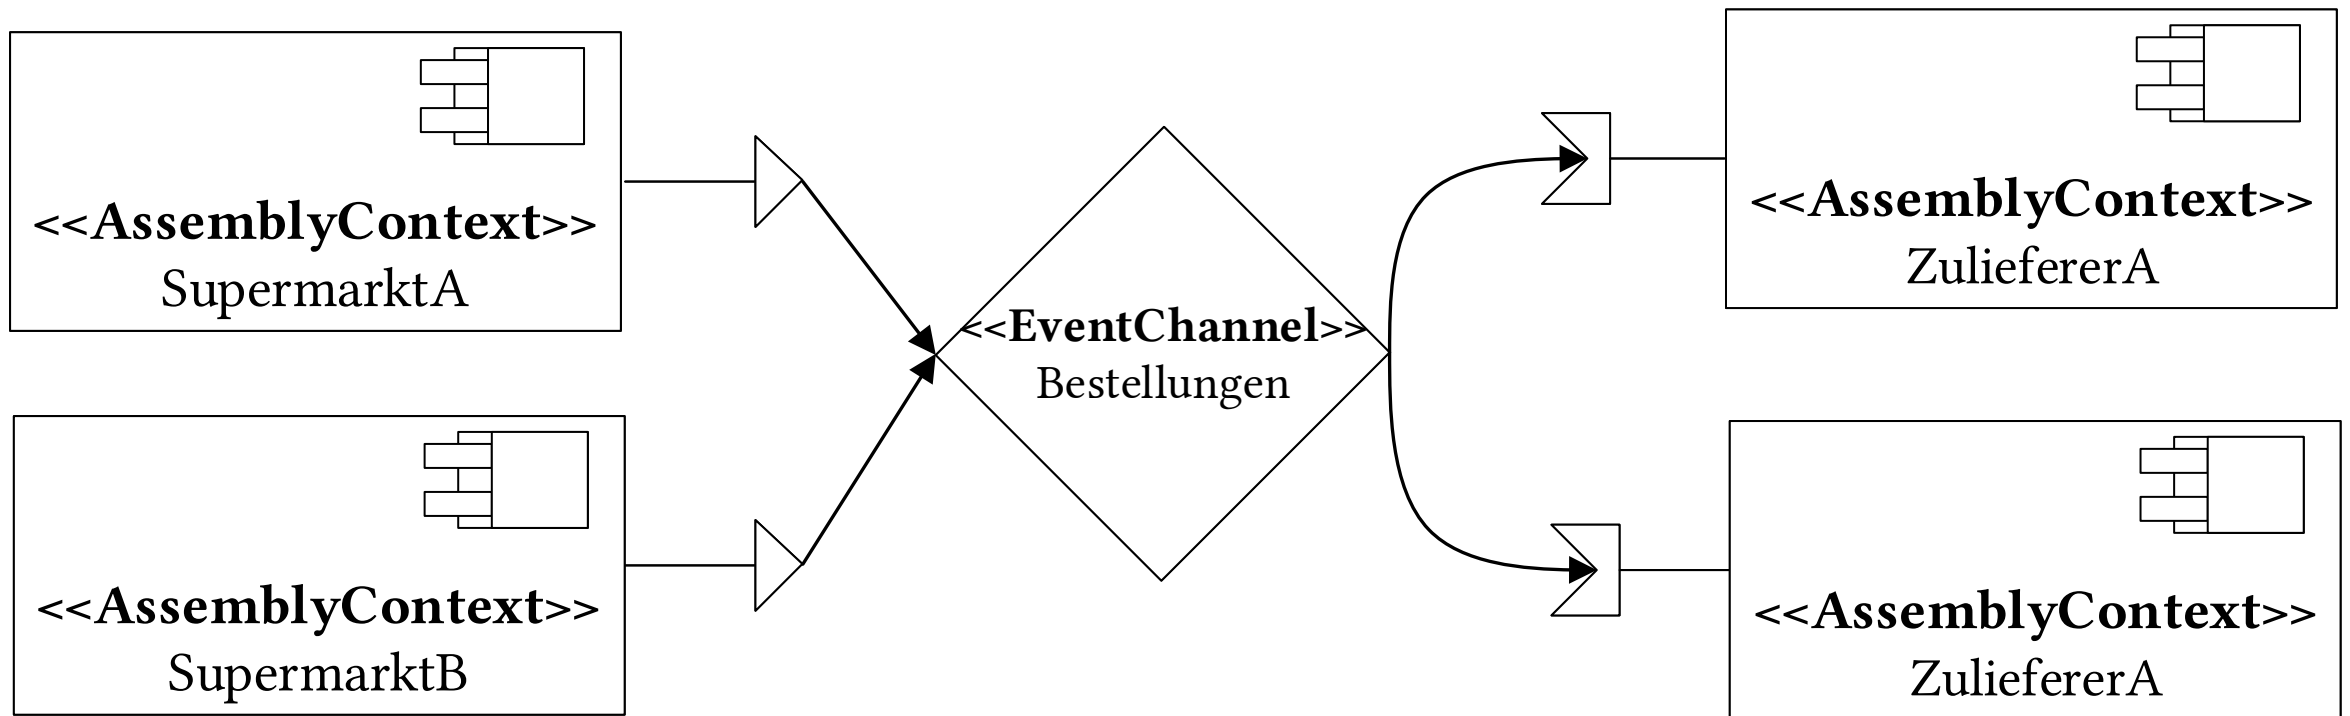 <<AssemblyContext>>
SupermarktA
<<AssemblyContext>>
SupermarktB
<<EventChannel>>
Bestellungen
<<AssemblyContext>>
ZuliefererA
<<AssemblyContext>>
ZuliefererA